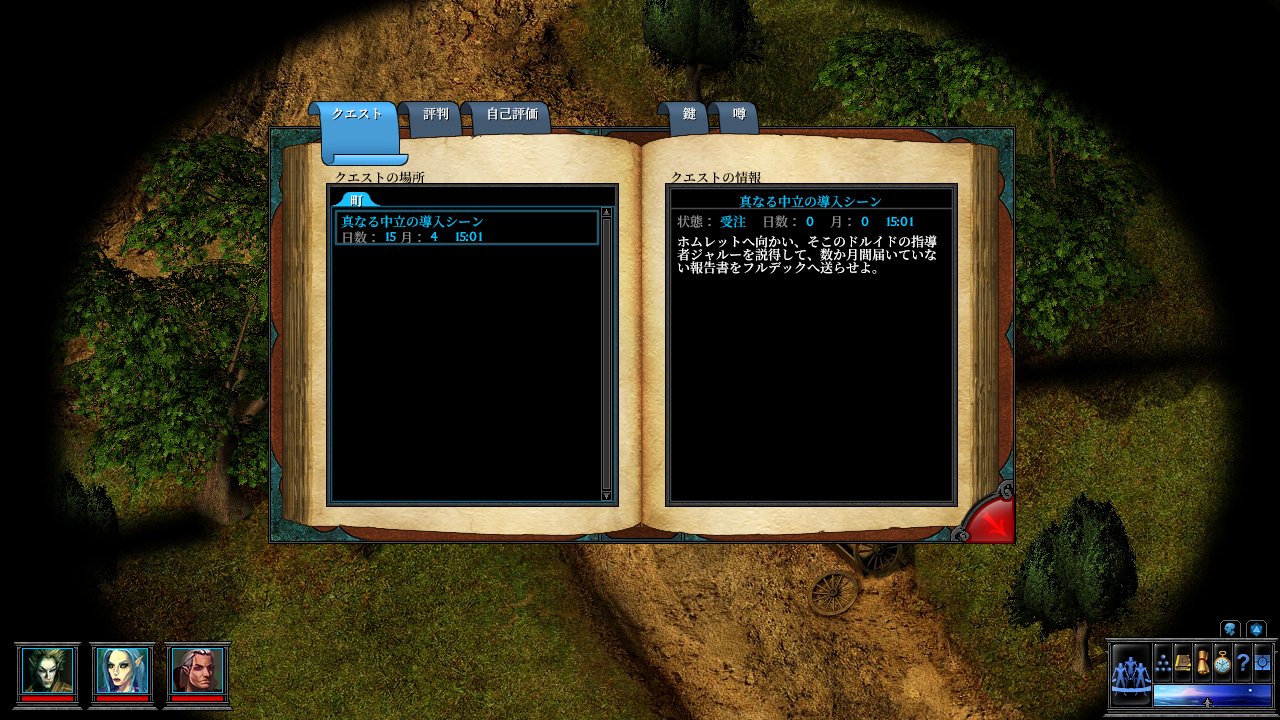 クエスト 評判 自己評価 鍵 噂
クエストの場所
町
真なる中立の導入シーン
日数： 15 月： 4 15:01
クエストの情報
真なる中立の導入シーン
状態： 受注 日数： 0 月： 0 15:01
ホムレットへ向かい、そこのドルイドの指導
者ジャルーを説得して、数か月間届いていな
い報告書をフルデックへ送らせよ。
?